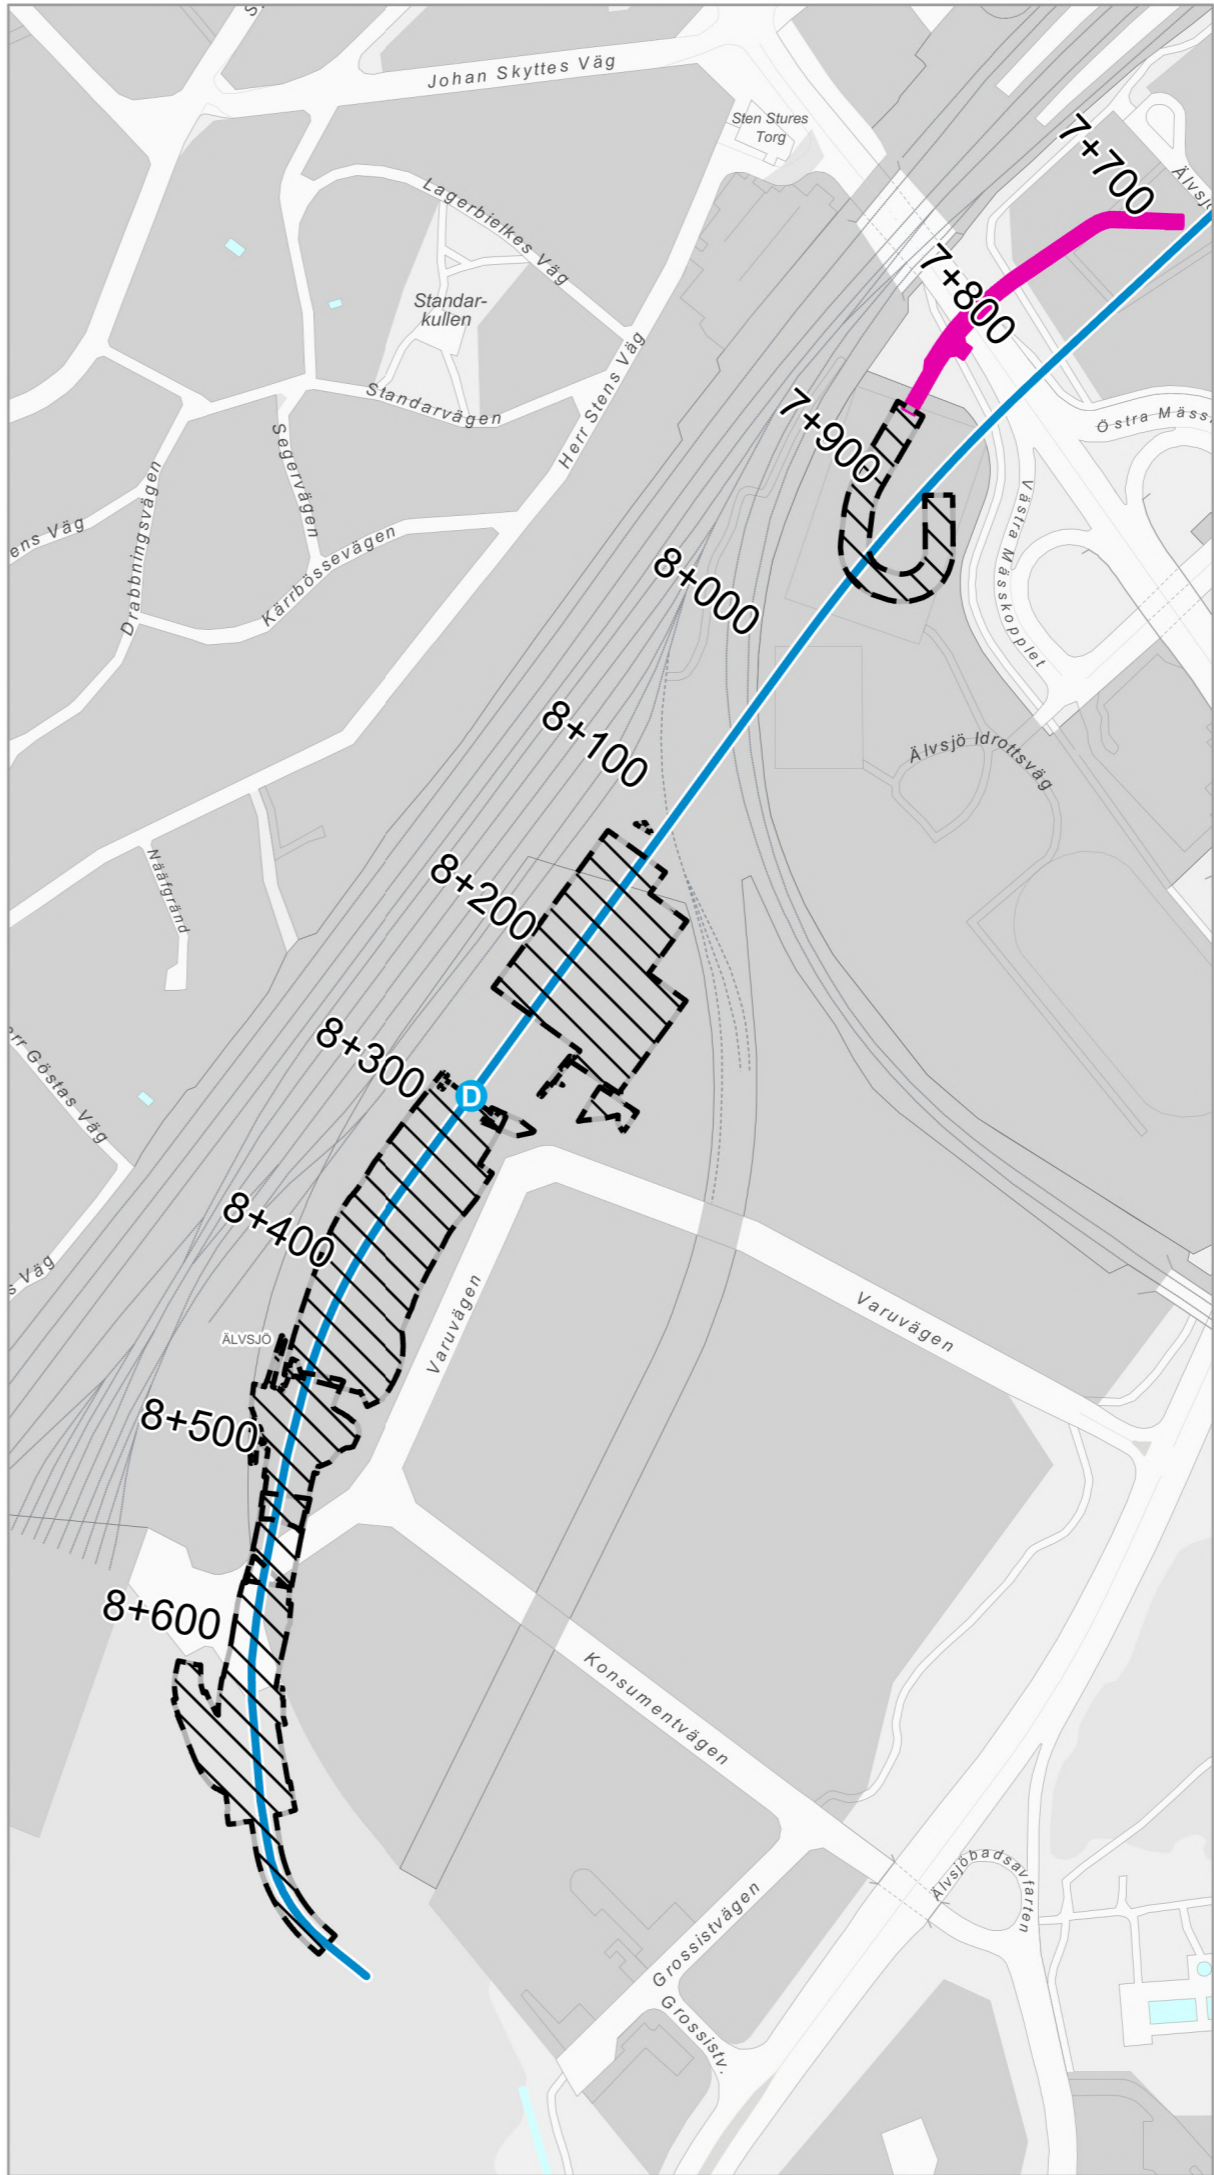 Johan Skyttes Väg
Sten Stures
Torg
7+700
Älvsjö
Lagerbielkes Väg
7+800
Standar-
kullen
Standarvägen
Herr Stens Väg
7+900
Östra Mäss
Segervägen
Västra Mässkopplet
ens Väg
Drabbningsvägen
Kärrbössevägen
8+000
Älvsjö Idrottsväg
8+100
Nääfgränd
8+200
8+300
D
rr Göstas Väg
8+400
s Väg
Varuvägen
Varuvägen
ÄLVSJÖ
8+500
8+600
Konsumentvägen
Älvsjöbadsavfarten
Grossistvägen
Grossistv.